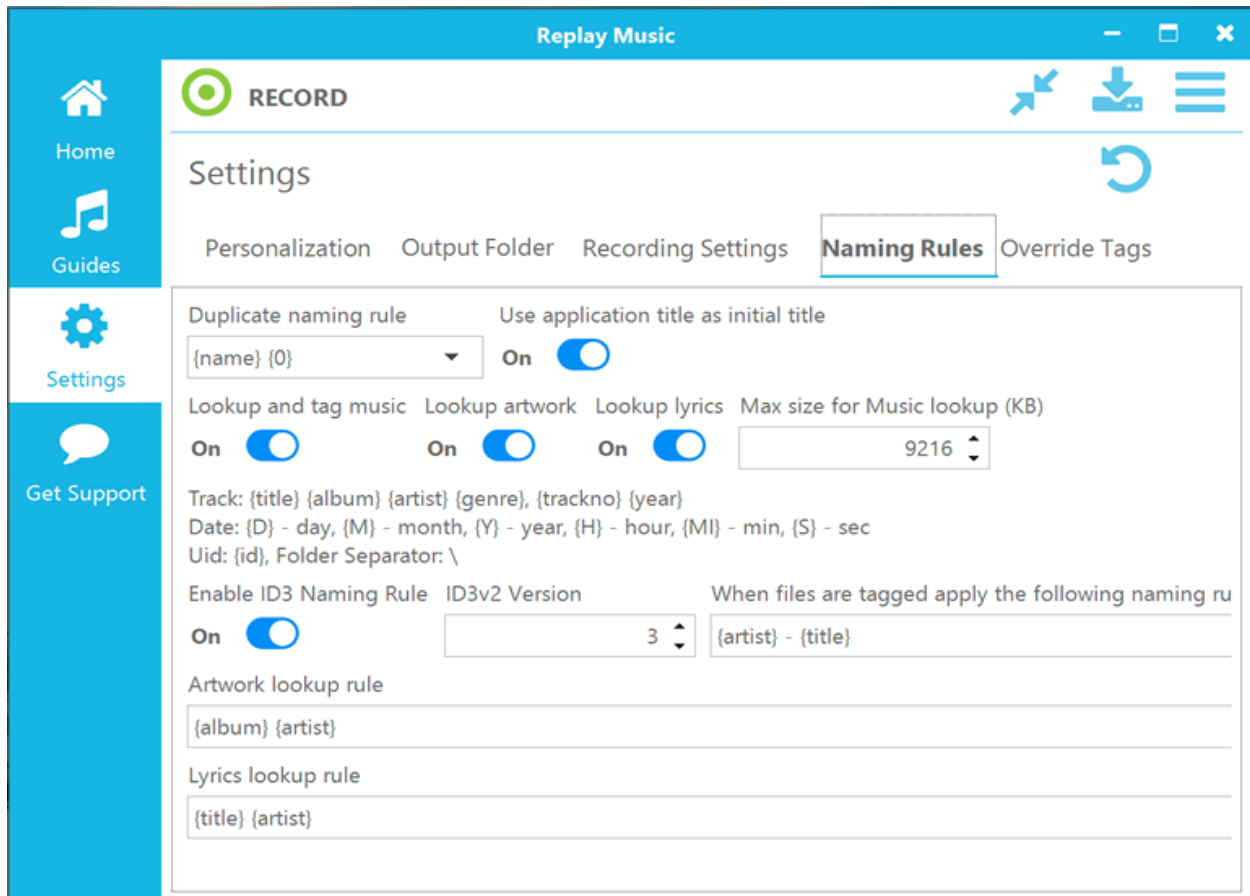 Replay Music
RECORD
Home
Settings
Guides
Personalization Output Folder Recording Settings Naming Rules Override Tags
Duplicate naming rule Use application title as initial title
{name} {0} On
Settings
Lookup and tag music Lookup artwork Lookup lyrics Max size for Music lookup (KB)
On On On 9216
Get Support
Track: {title} {album} {artist} {genre}, {trackno} {year}
Date: {D} - day, {M} - month, {Y} - year, {H} - hour, {MI} - min, {S} - sec
Uid: {id}, Folder Separator: \
Enable ID3 Naming Rule ID3v2 Version When files are tagged apply the following naming ru
On 3 {artist} - {title}
Artwork lookup rule
{album} {artist}
Lyrics lookup rule
{title} {artist}